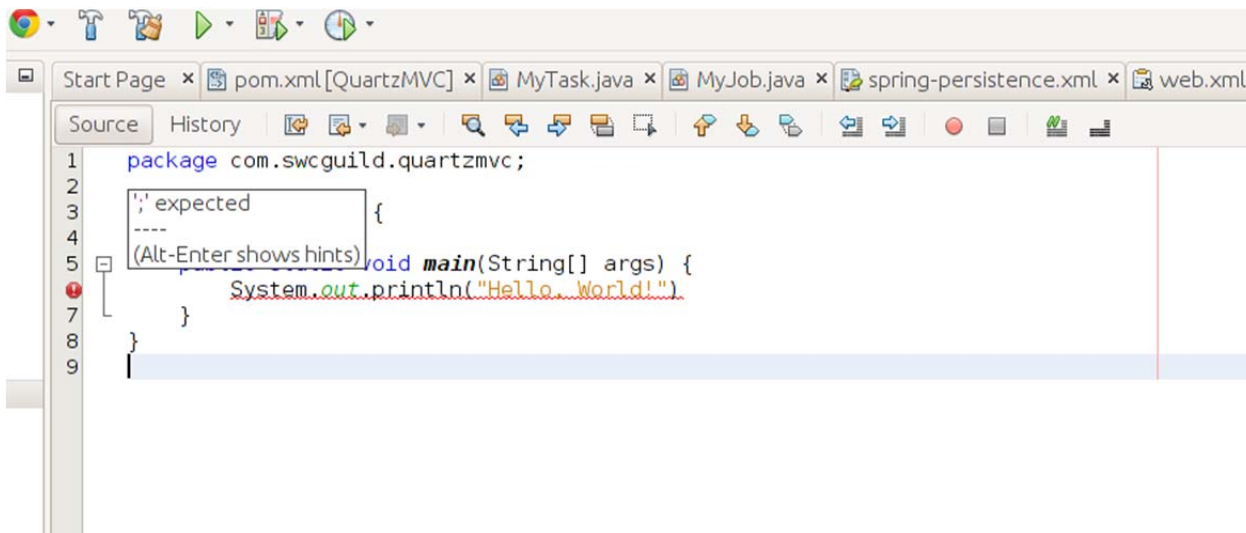 Start Page pom.xml [QuartzMVC] MyTask.java MyJob.java spring-persistence.xml web.xml
Source History
1 package com.swcguild.quartzmvc;
2
';' expected
3 {
----
4
(Alt-Enter shows hints)
5 void main(String[] args) {
System.out.println("Hello, World!")
7 }
8 }
9